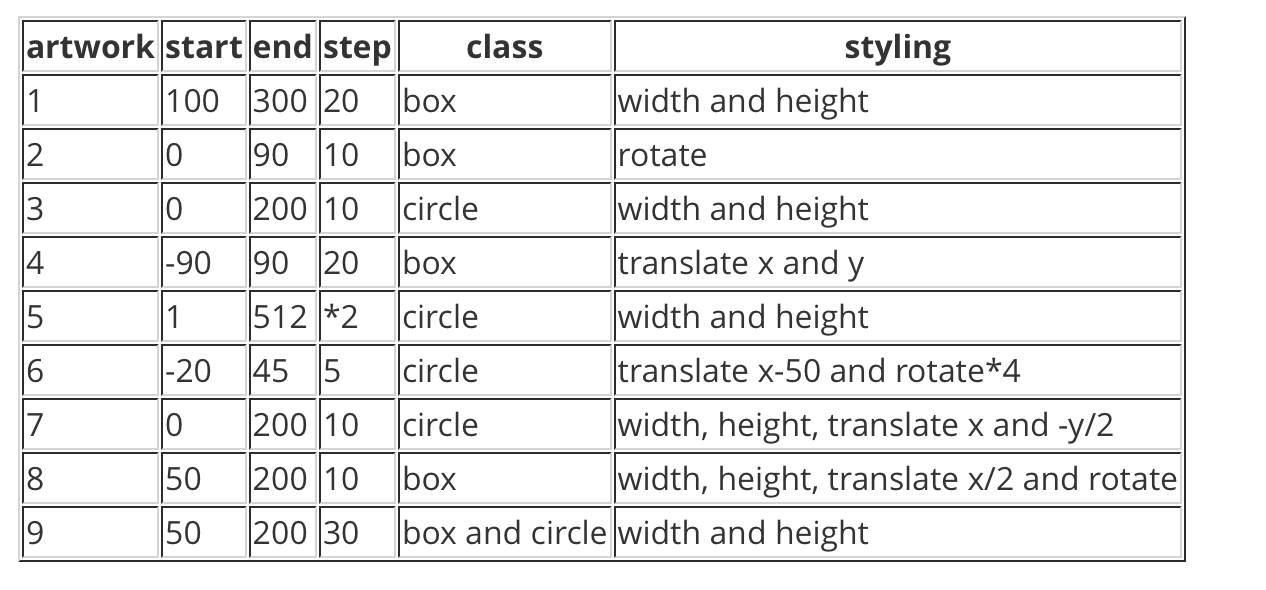 artwork start end step class styling
1 100 300 20 box width and height
2 0 90 10 box rotate
3 0 200 10 circle width and height
4 -90 90 20 box translate x and y
5 1 512 *2 circle width and height
6 -20 45 5 circle translate x-50 and rotate*4
7 0 200 10 circle width, height, translate x and -y/2
8 50 200 10 box width, height, translate x/2 and rotate
9 50 200 30 box and circle width and height